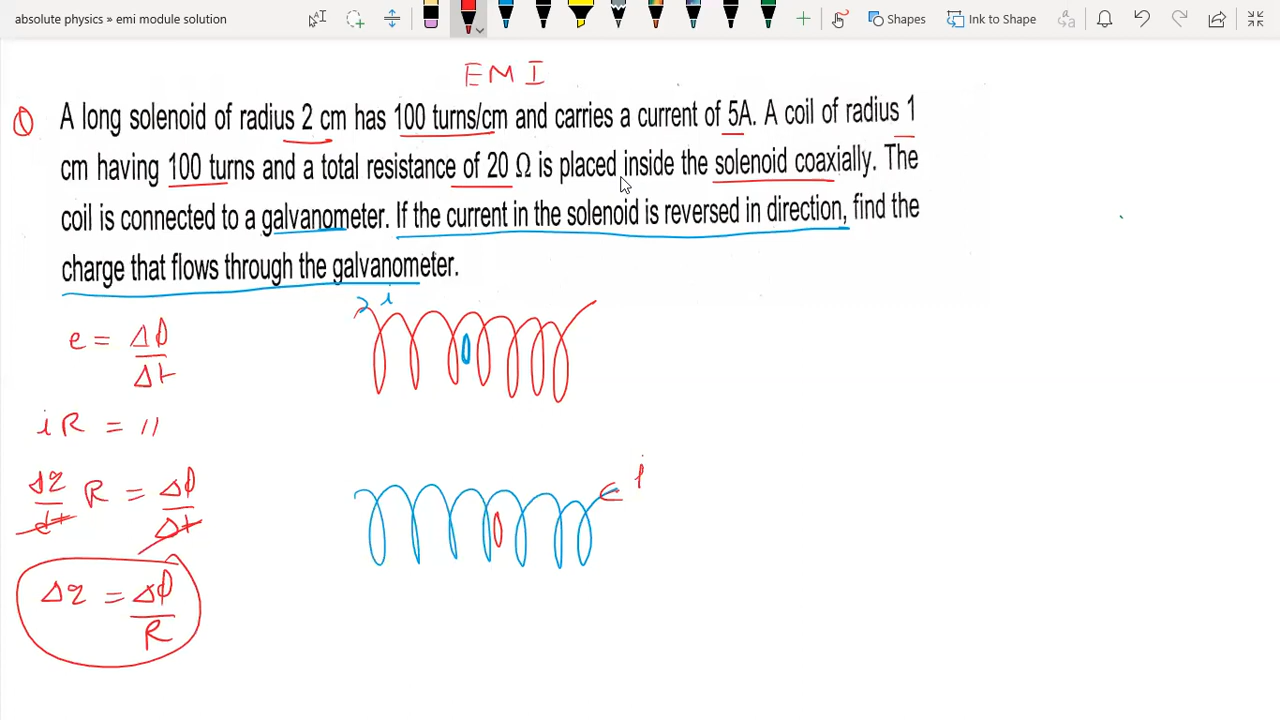 absolute physics » emi module solution
Shapes
Ink to Shape
EMI
Q A long solenoid of radius 2 cm has 100 turns/cm and carries a current of 5A. A coil of radius 1
cm having 100 turns and a total resistance of 20 Ω is placed inside the solenoid coaxially. The
coil is connected to a galvanometer. If the current in the solenoid is reversed in direction, find the
charge that flows through the galvanometer.
i
e = Δϕ/Δt
iR = 〃
Δq/dt R = Δϕ/Δt
i
Δq = Δϕ/R